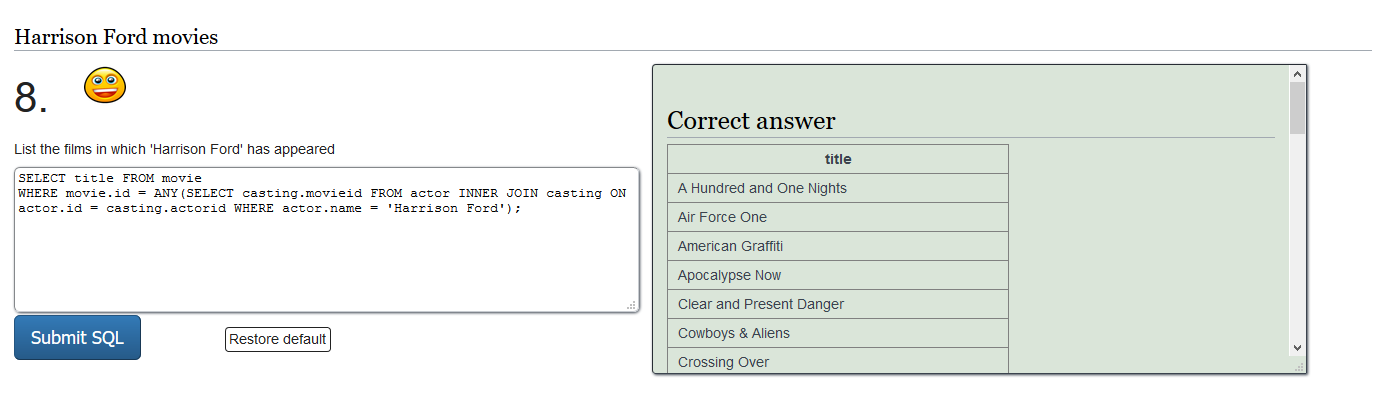 Harrison Ford movies
8.
List the films in which 'Harrison Ford' has appeared
SELECT title FROM movie
WHERE movie.id = ANY(SELECT casting.movieid FROM actor INNER JOIN casting ON
actor.id = casting.actorid WHERE actor.name = 'Harrison Ford');
Submit SQL
Restore default
Correct answer
title
A Hundred and One Nights
Air Force One
American Graffiti
Apocalypse Now
Clear and Present Danger
Cowboys & Aliens
Crossing Over